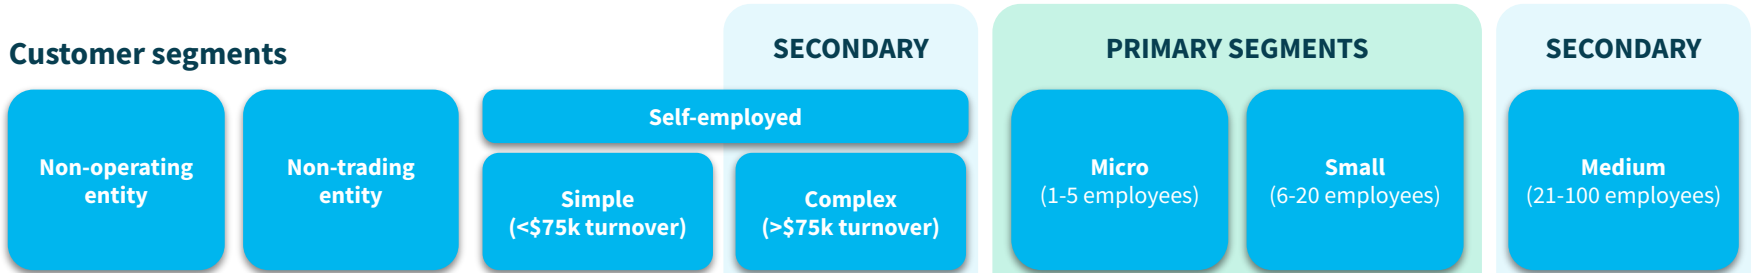 Customer segments
SECONDARY
PRIMARY SEGMENTS
SECONDARY
Non-operating
entity
Non-trading
entity
Self-employed
Simple
(<$75k turnover)
Complex
(>$75k turnover)
Micro
(1-5 employees)
Small
(6-20 employees)
Medium
(21-100 employees)